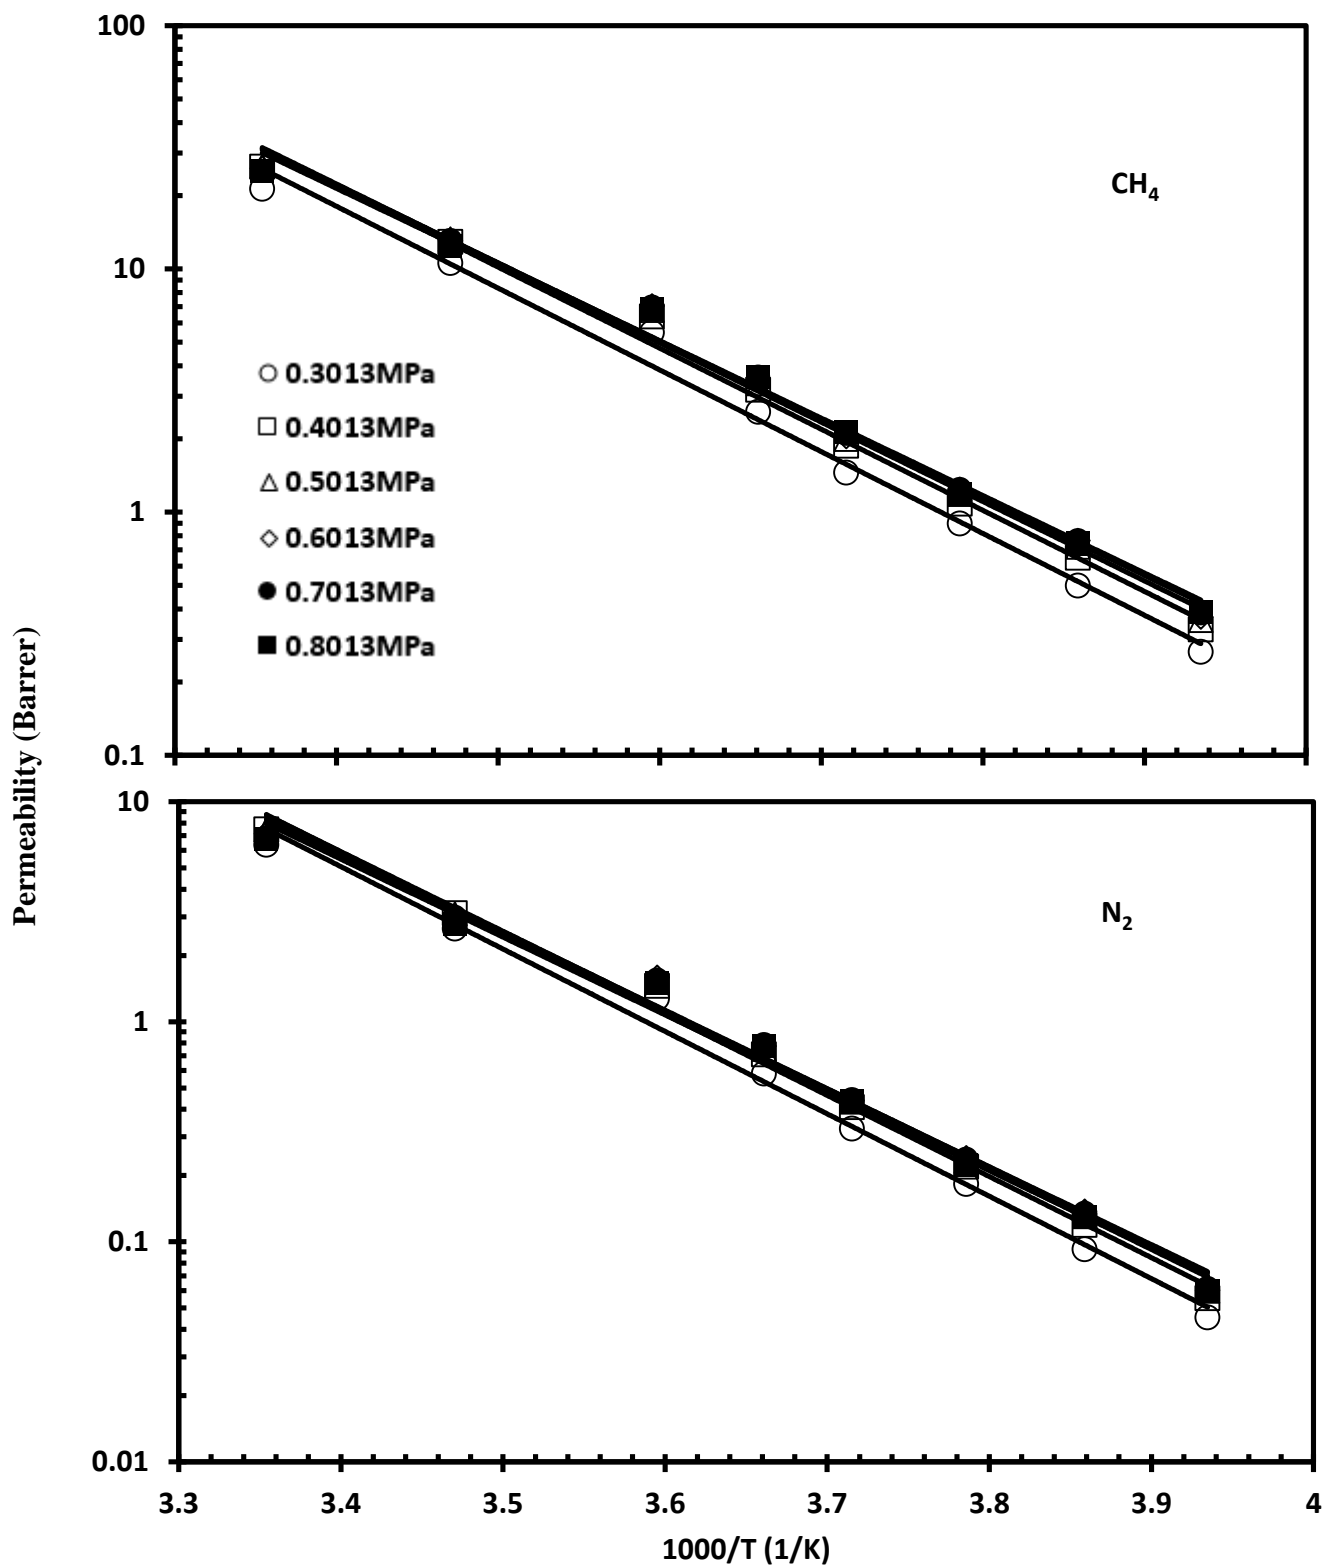 100
10
1
0.1
CH4
0.3013MPa
0.4013MPa
0.5013MPa
0.6013MPa
0.7013MPa
0.8013MPa
Permeability (Barrer)
10
1
0.1
0.01
N2
3.3 3.4 3.5 3.6 3.7 3.8 3.9 4
1000/T (1/K)